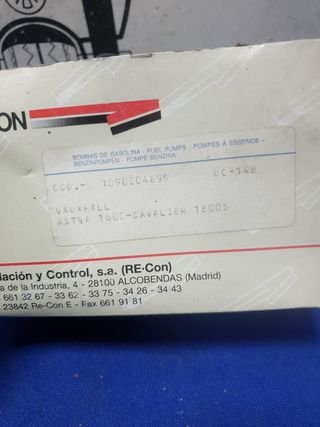 ON
BOMBAS DE GASOLINA - FUEL PUMPS - POMPES À ESSENCE -
BENZINPUMPEN - POMPE BENZINA
COD.- 1090004899 BC-148
VAUXHALL
ASTRA 1600-CAVALIER 1600S
lación y Control, s.a. (RE-Con)
a de la Industria, 4 - 28100 ALCOBENDAS (Madrid)
661 32 67 - 33 62 - 33 75 - 34 26 - 34 43
23842 Re-Con E - Fax 661 91 81